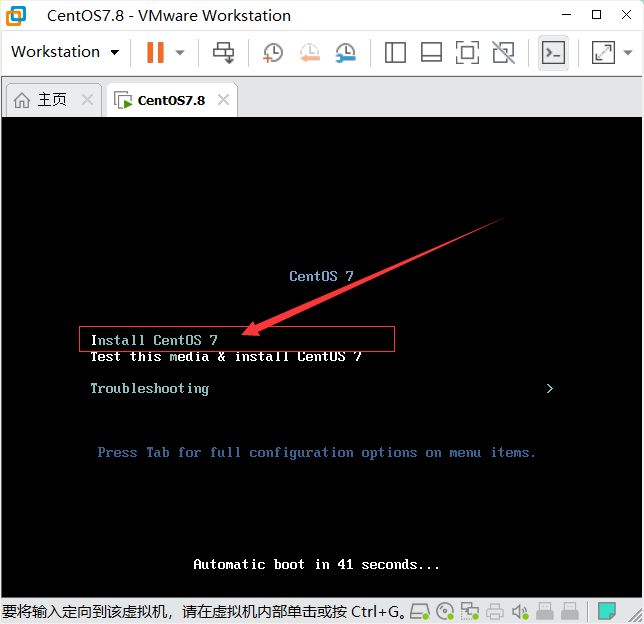 CentOS7.8 - VMware Workstation
Workstation
主页
CentOS7.8
CentOS 7
Install CentOS 7
Test this media & install CentOS 7
Troubleshooting >
Press Tab for full configuration options on menu items.
Automatic boot in 41 seconds...
要将输入定向到该虚拟机，请在虚拟机内部单击或按 Ctrl+G。